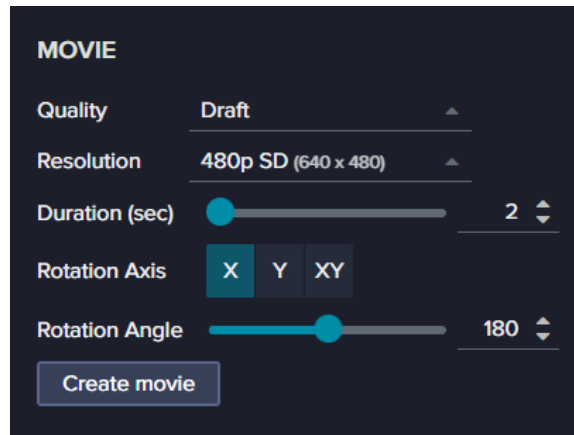 MOVIE
Quality Draft
Resolution 480p SD (640 x 480)
Duration (sec) 2
Rotation Axis X Y XY
Rotation Angle 180
Create movie